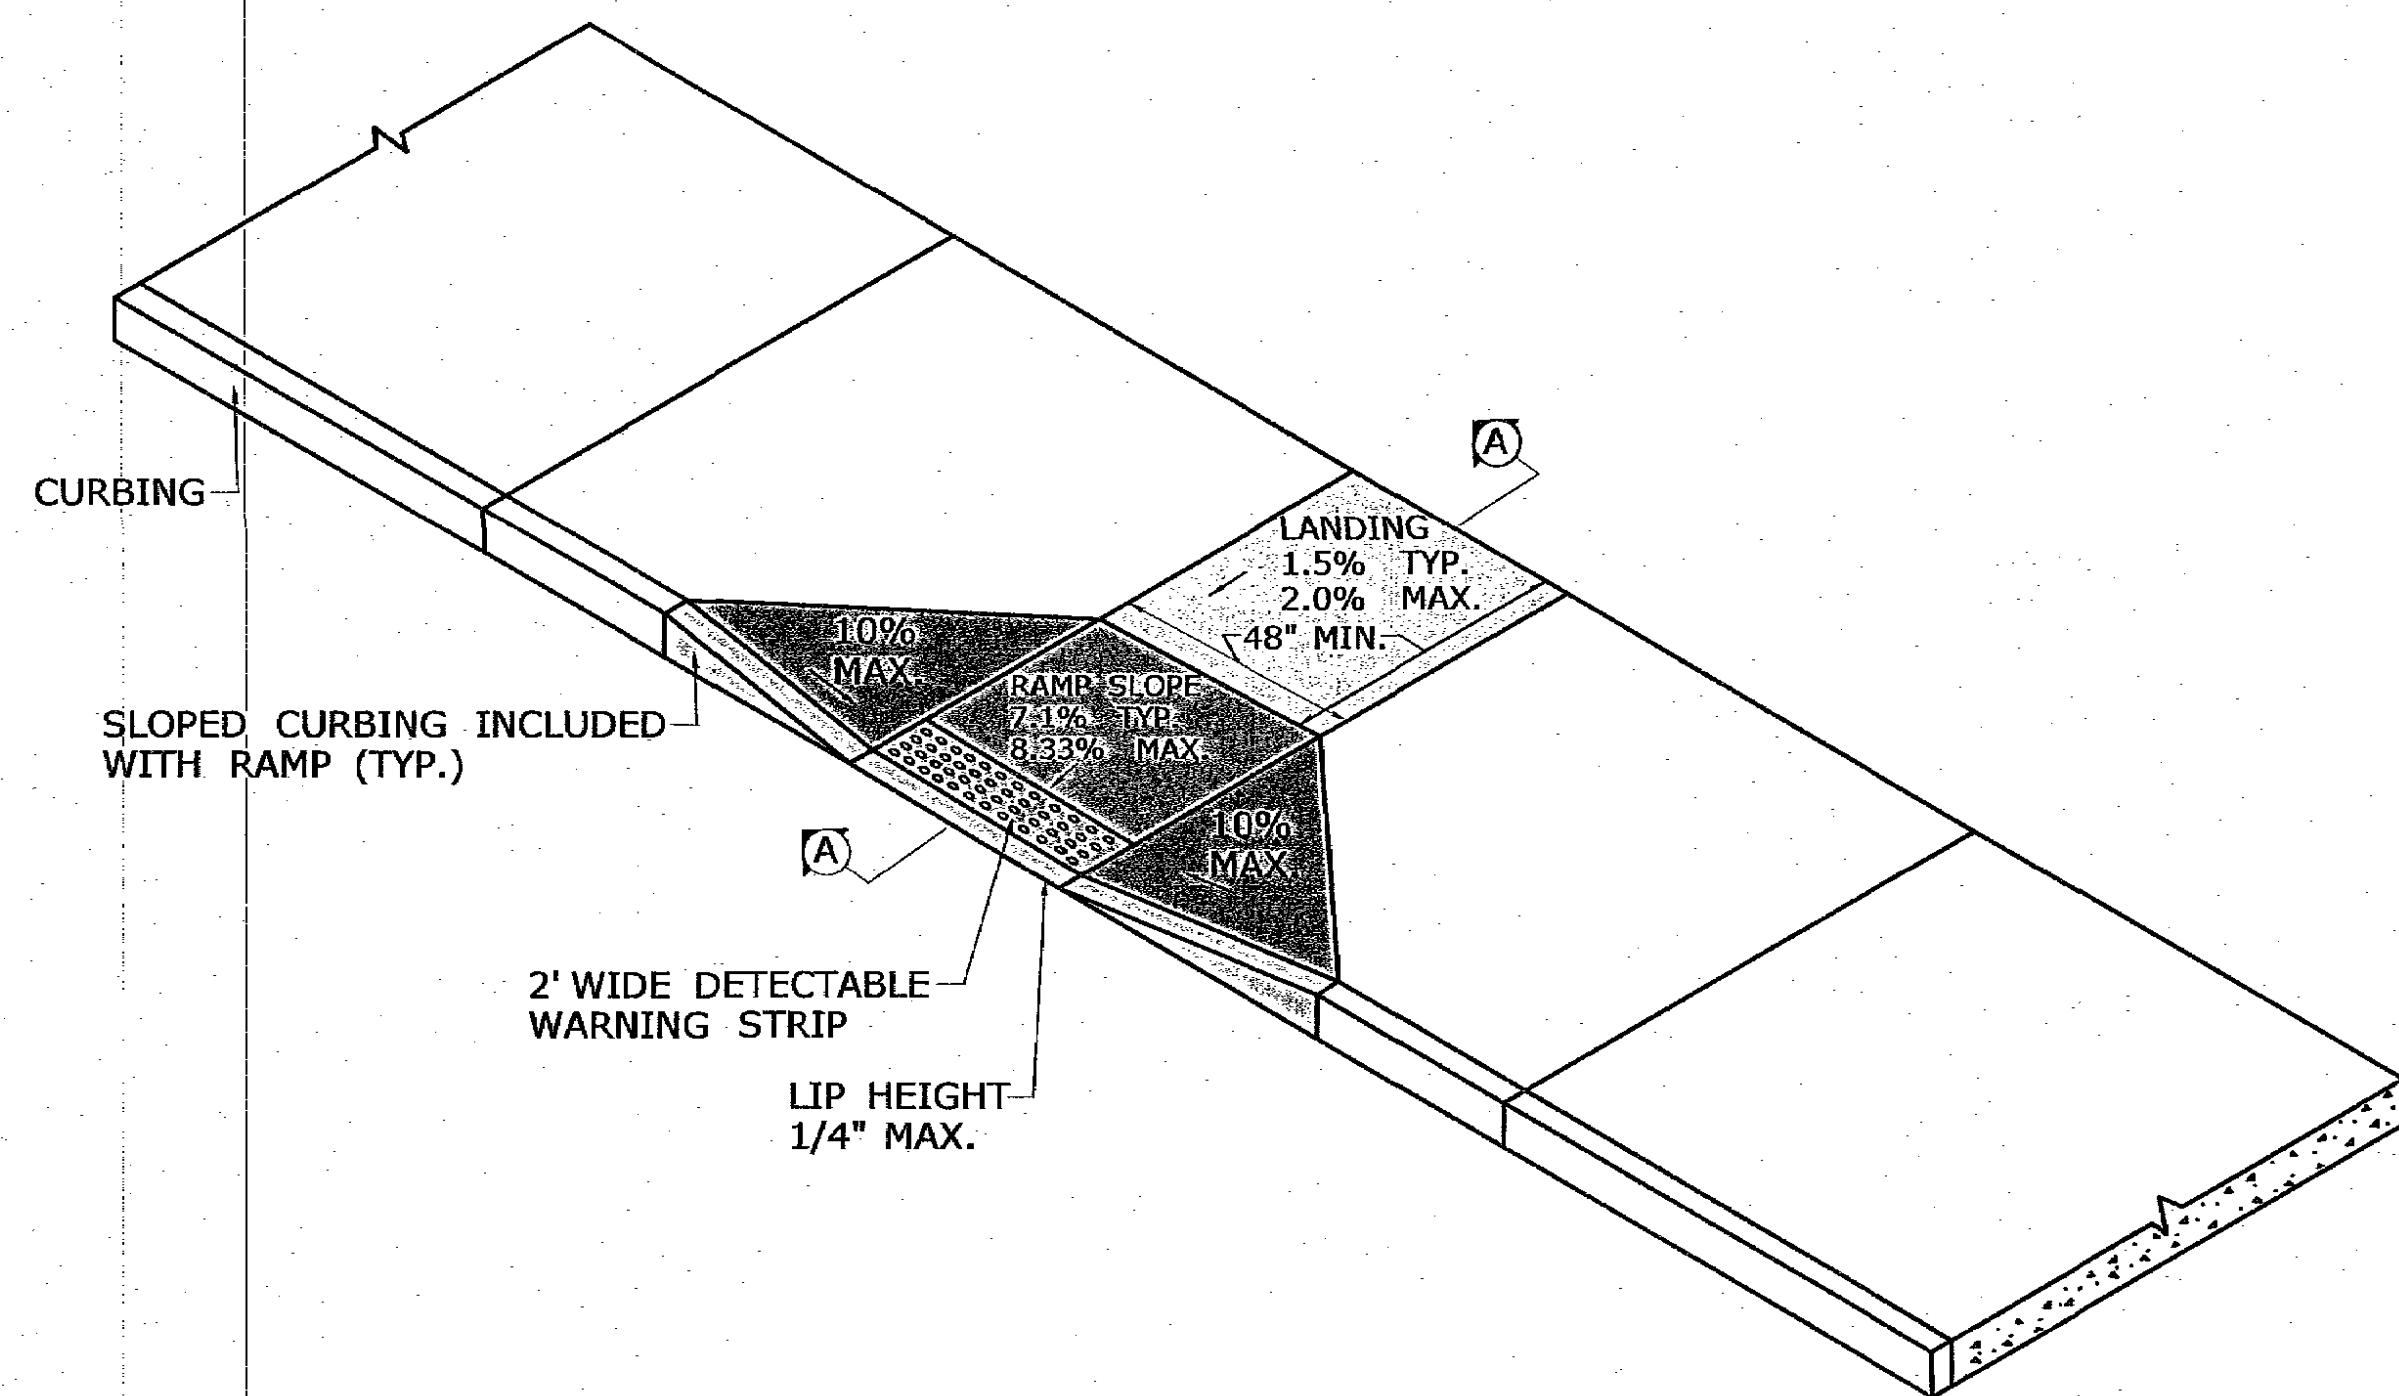 A
CURBING
LANDING
1.5% TYP.
2.0% MAX.
48" MIN.
10%
MAX.
RAMP SLOPE
7.1% TYP.
8.33% MAX.
SLOPED CURBING INCLUDED
WITH RAMP (TYP.)
A
10%
MAX.
2' WIDE DETECTABLE
WARNING STRIP
LIP HEIGHT
1/4" MAX.